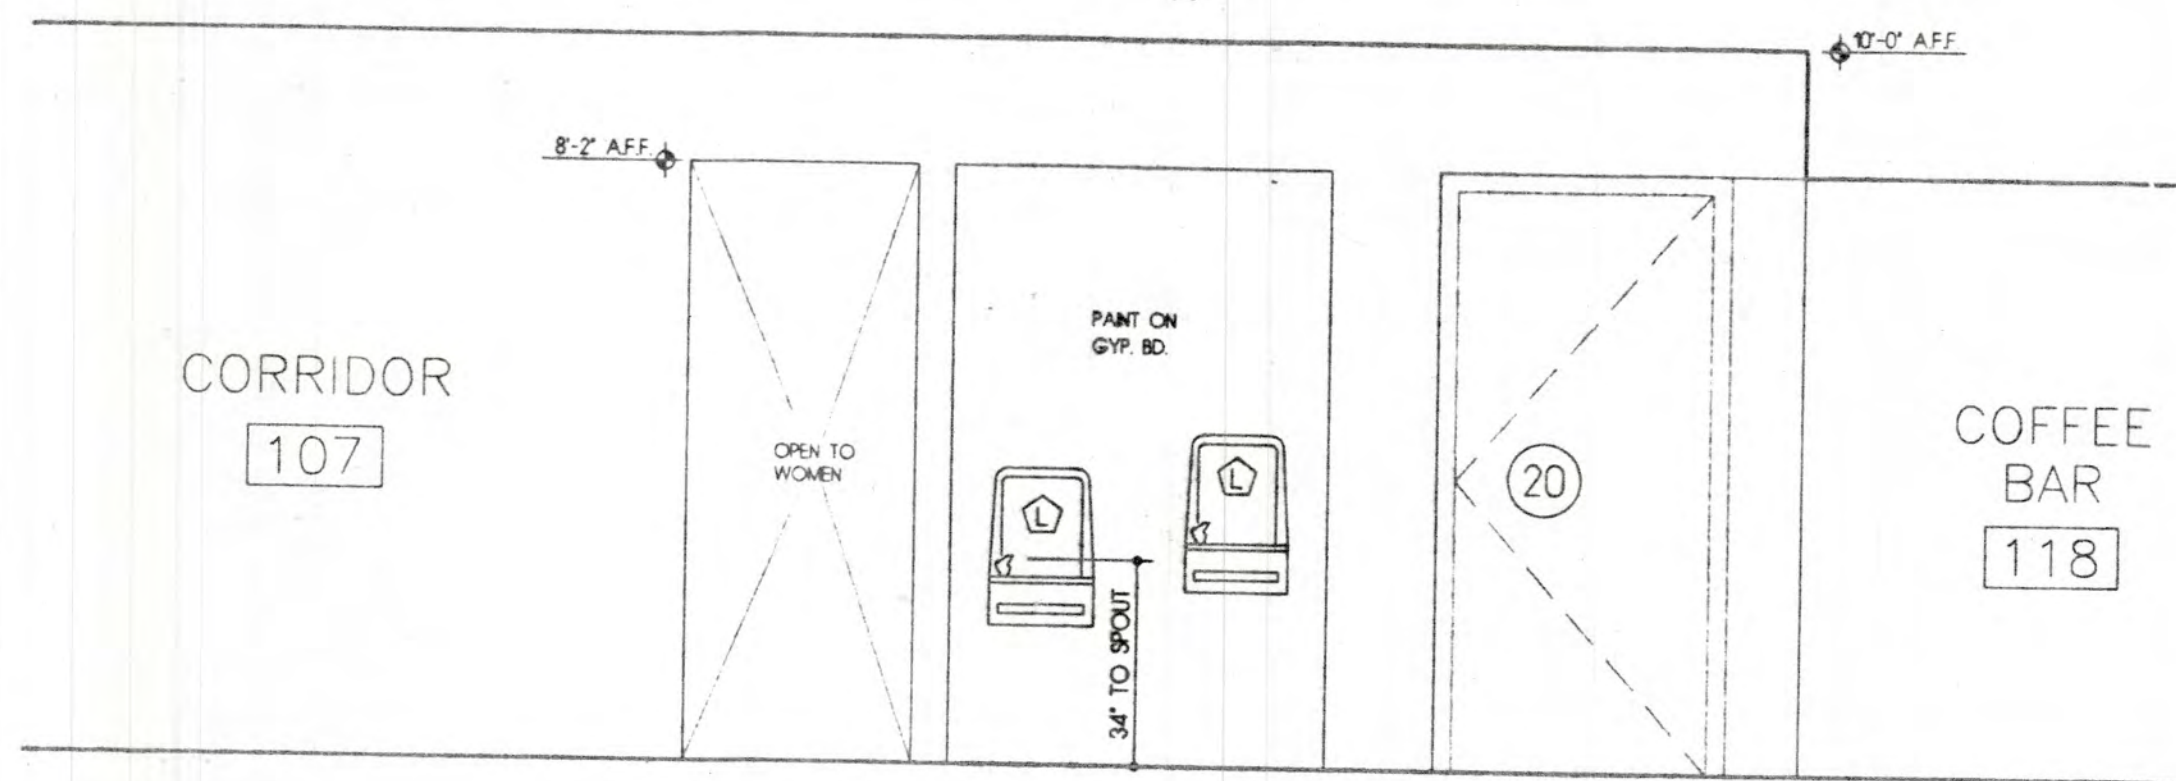 10'-0" A.F.F.
8'-2" A.F.F.
PAINT ON
GYP. BD.
CORRIDOR
107
OPEN TO
WOMEN
L
L
20
34" TO SPOUT
COFFEE
BAR
118